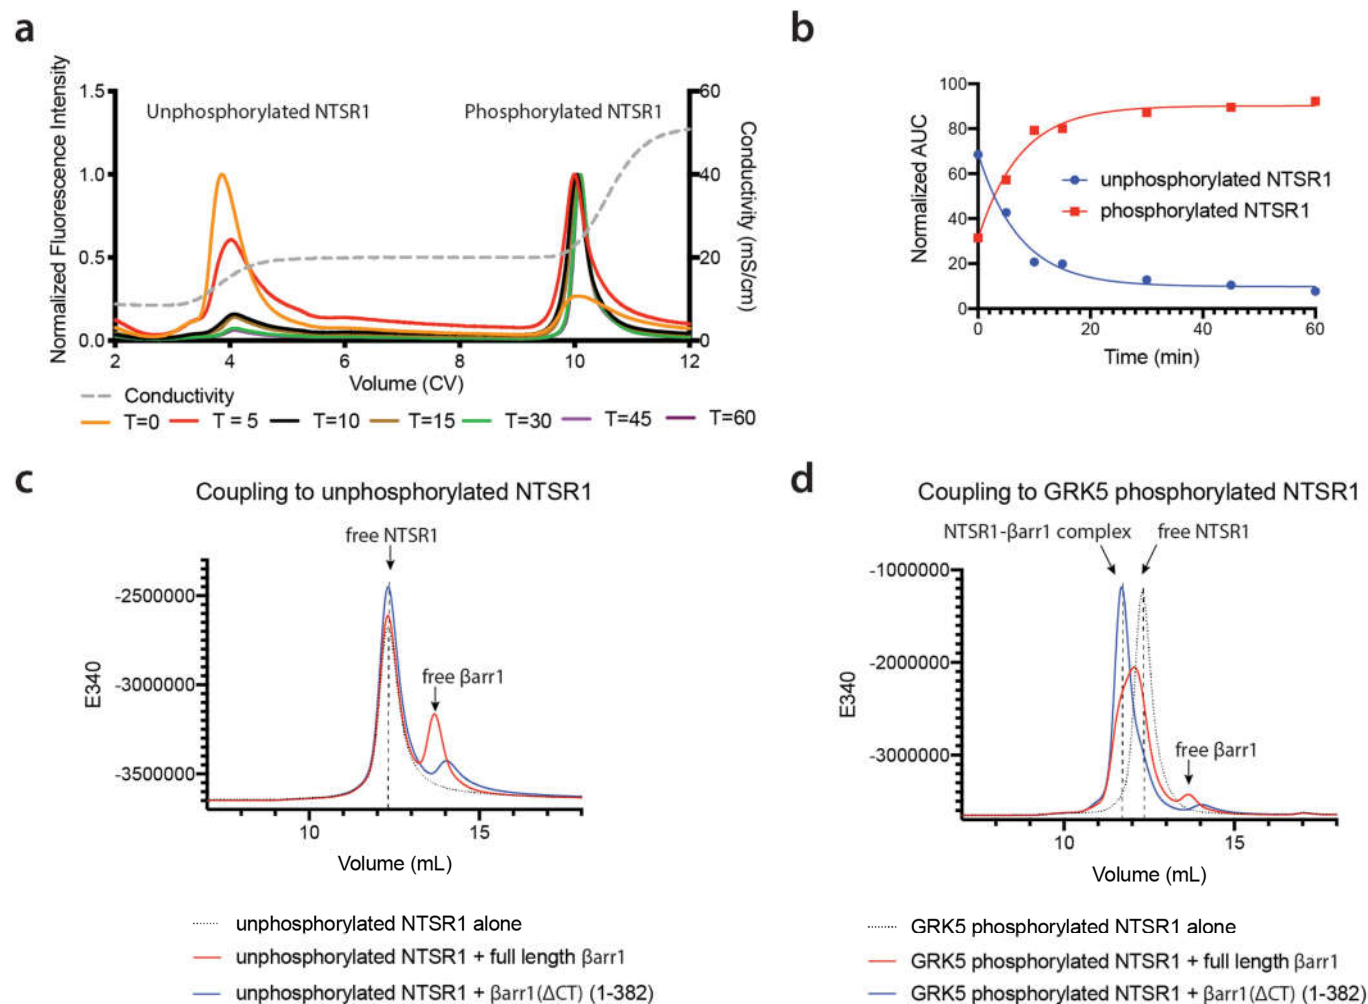 a
Normalized Fluorescence Intensity
1.5
1.0
0.5
0.0
Unphosphorylated NTSR1
Phosphorylated NTSR1
60
40
20
0
Conductivity (mS/cm)
2 4 6 8 10 12
Volume (CV)
Conductivity
T=0 T = 5 T=10 T=15 T=30 T=45 T=60
b
Normalized AUC
100
80
60
40
20
0
unphosphorylated NTSR1
phosphorylated NTSR1
0 20 40 60
Time (min)
c
Coupling to unphosphorylated NTSR1
free NTSR1
free βarr1
E340
-2500000
-3000000
-3500000
10 15
Volume (mL)
unphosphorylated NTSR1 alone
unphosphorylated NTSR1 + full length βarr1
unphosphorylated NTSR1 + βarr1(ΔCT) (1-382)
d
Coupling to GRK5 phosphorylated NTSR1
NTSR1-βarr1 complex
free NTSR1
free βarr1
E340
-1000000
-2000000
-3000000
10 15
Volume (mL)
GRK5 phosphorylated NTSR1 alone
GRK5 phosphorylated NTSR1 + full length βarr1
GRK5 phosphorylated NTSR1 + βarr1(ΔCT) (1-382)